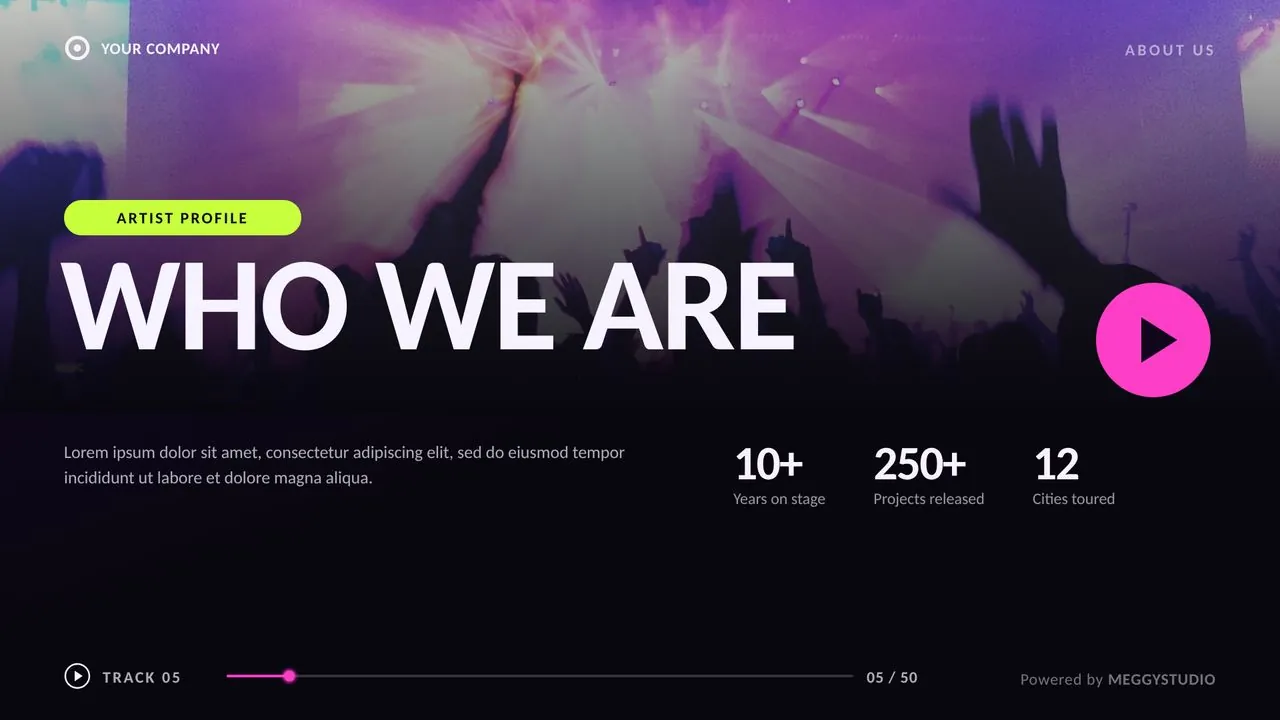 YOUR COMPANY
ABOUT US
ARTIST PROFILE
WHO WE ARE
Lorem ipsum dolor sit amet, consectetur adipiscing elit, sed do eiusmod tempor
incididunt ut labore et dolore magna aliqua.
10+
Years on stage
250+
Projects released
12
Cities toured
TRACK 05
05 / 50
Powered by MEGGYSTUDIO